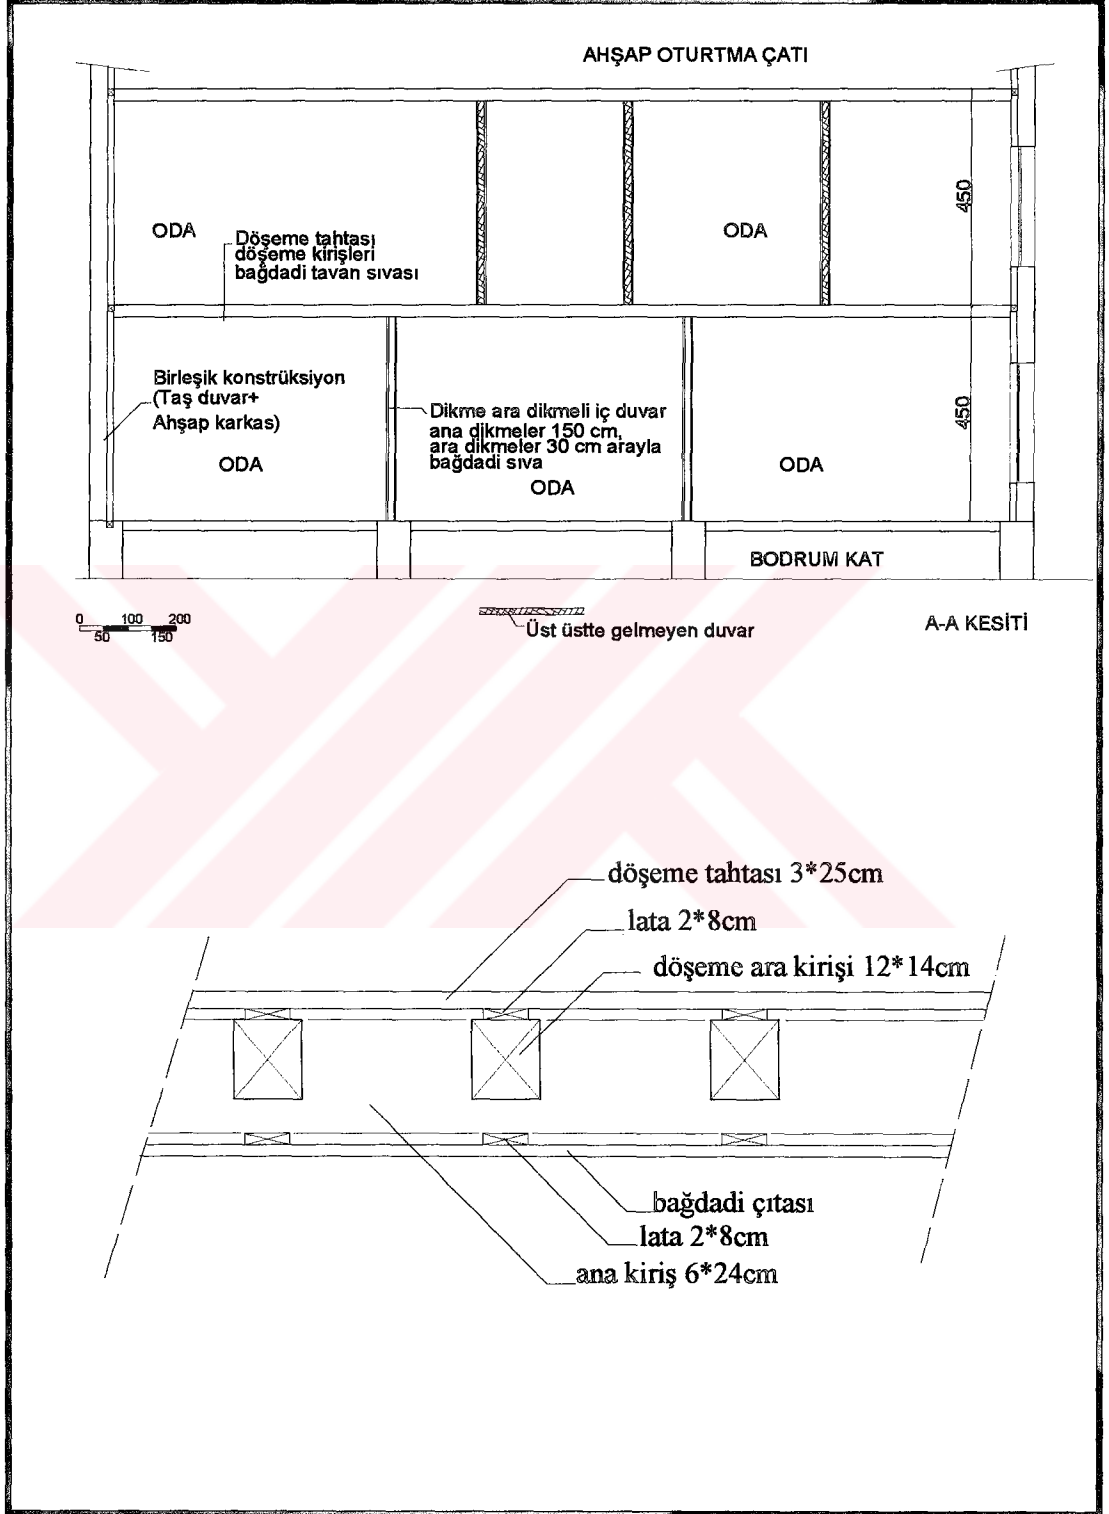 AHŞAP OTURTMA ÇATI
450
ODA
ODA
Döşeme tahtası
döşeme kirişleri
bağdadi tavan sıvası
Birleşik konstrüksiyon
(Taş duvar+
Ahşap karkas)
Dikme ara dikmeli iç duvar
ana dikmeler 150 cm,
ara dikmeler 30 cm arayla
bağdadi sıva
450
ODA
ODA
ODA
BODRUM KAT
0 100 200
50 150
Üst üstte gelmeyen duvar
A-A KESİTİ
döşeme tahtası 3*25cm
lata 2*8cm
döşeme ara kirişi 12*14cm
bağdadi çıtası
lata 2*8cm
ana kiriş 6*24cm